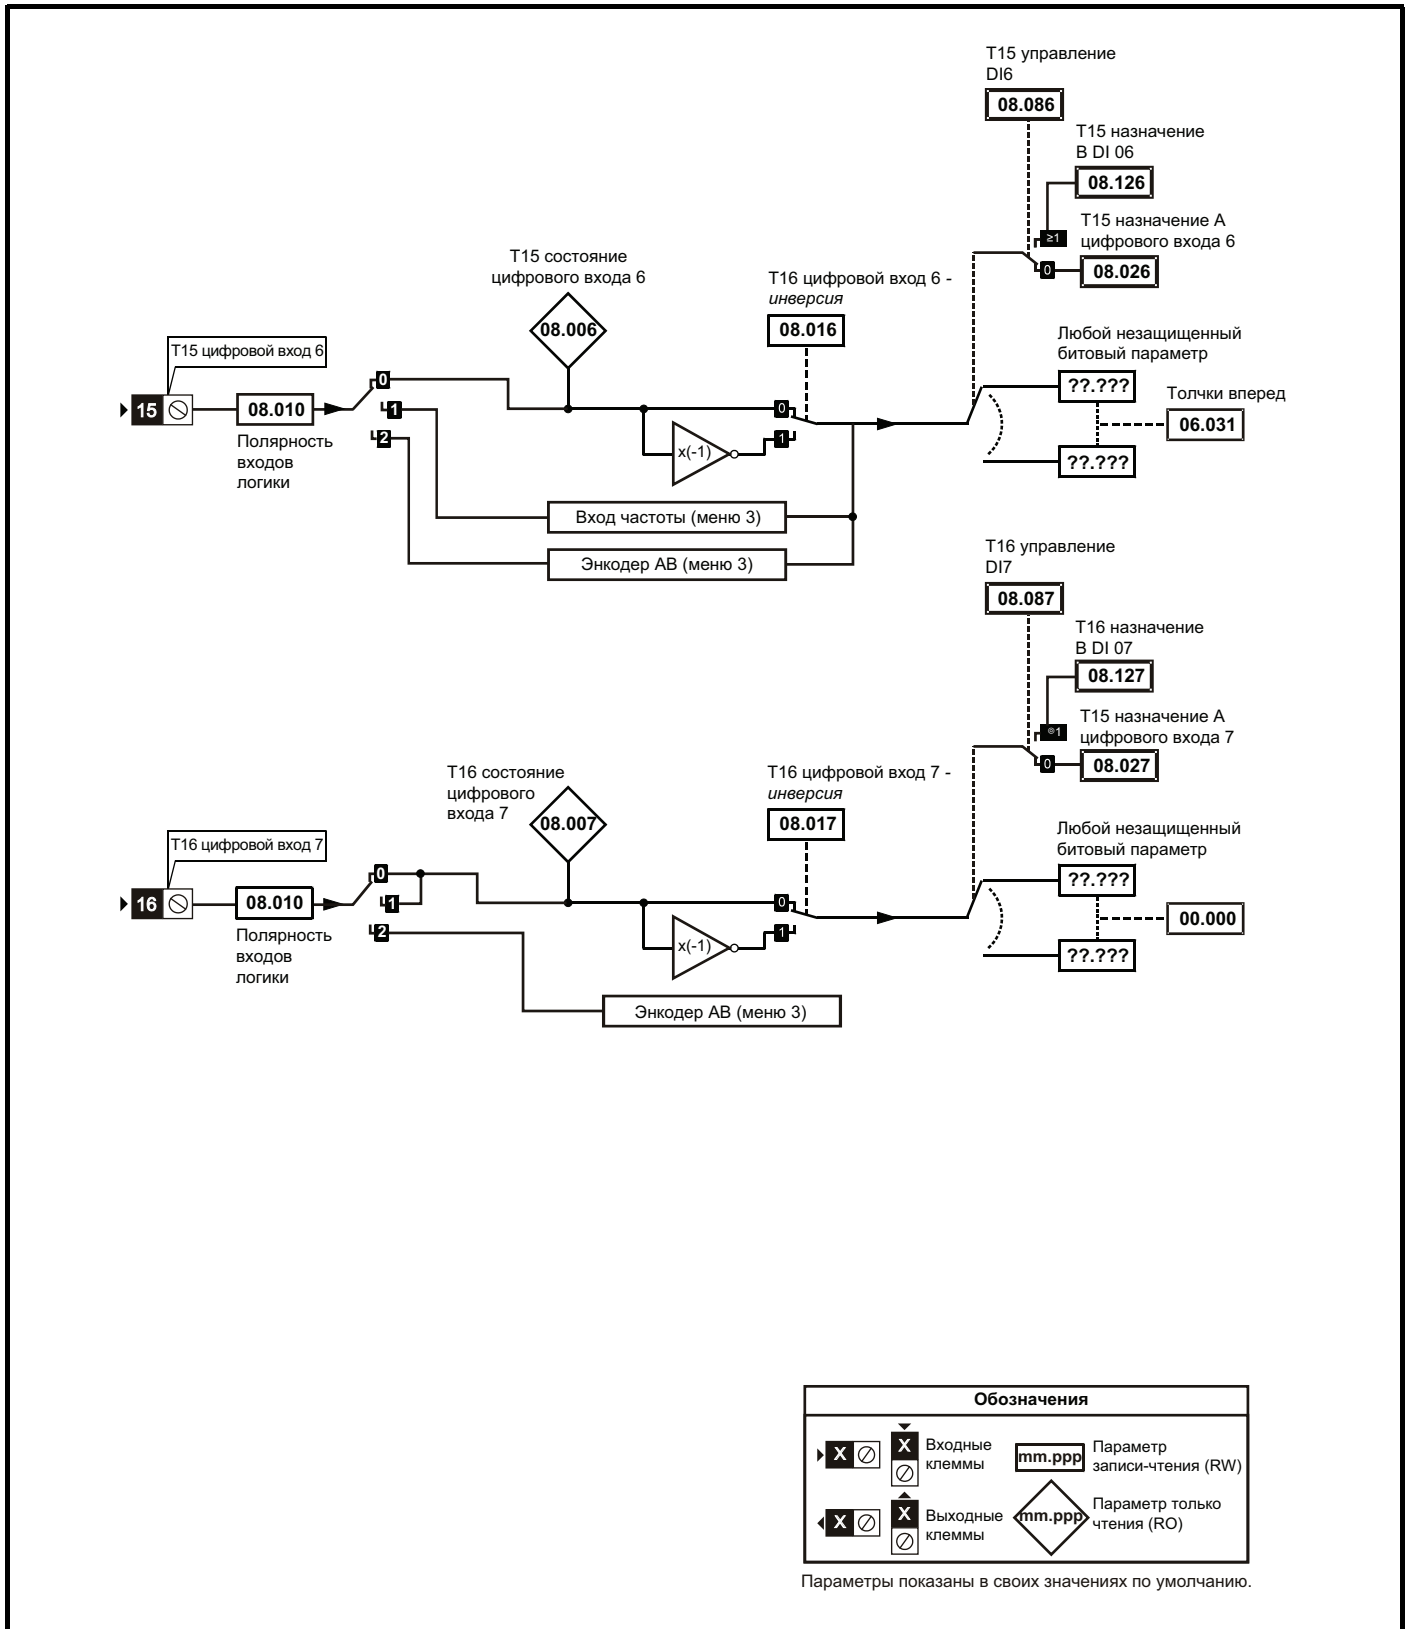 T15 управление
DI6
08.086
T15 назначение
B DI 06
08.126
≥1
T15 назначение A
цифрового входа 6
0
08.026
T15 состояние
цифрового входа 6
08.006
T16 цифровой вход 6 -
инверсия
08.016
T15 цифровой вход 6
15
08.010
Полярность
входов
логики
0
1
2
0
1
x(-1)
Вход частоты (меню 3)
Энкодер AB (меню 3)
Любой незащищенный
битовый параметр
??.???
??.???
Толчки вперед
06.031
T16 управление
DI7
08.087
T16 назначение
B DI 07
08.127
1
T15 назначение A
цифрового входа 7
0
08.027
T16 состояние
цифрового
входа 7
08.007
T16 цифровой вход 7 -
инверсия
08.017
T16 цифровой вход 7
16
08.010
Полярность
входов
логики
0
1
2
0
1
x(-1)
Энкодер AB (меню 3)
Любой незащищенный
битовый параметр
??.???
??.???
00.000
Обозначения
X
X
Входные
клеммы
mm.ppp
Параметр
записи-чтения (RW)
X
X
Выходные
клеммы
mm.ppp
Параметр только
чтения (RO)
Параметры показаны в своих значениях по умолчанию.